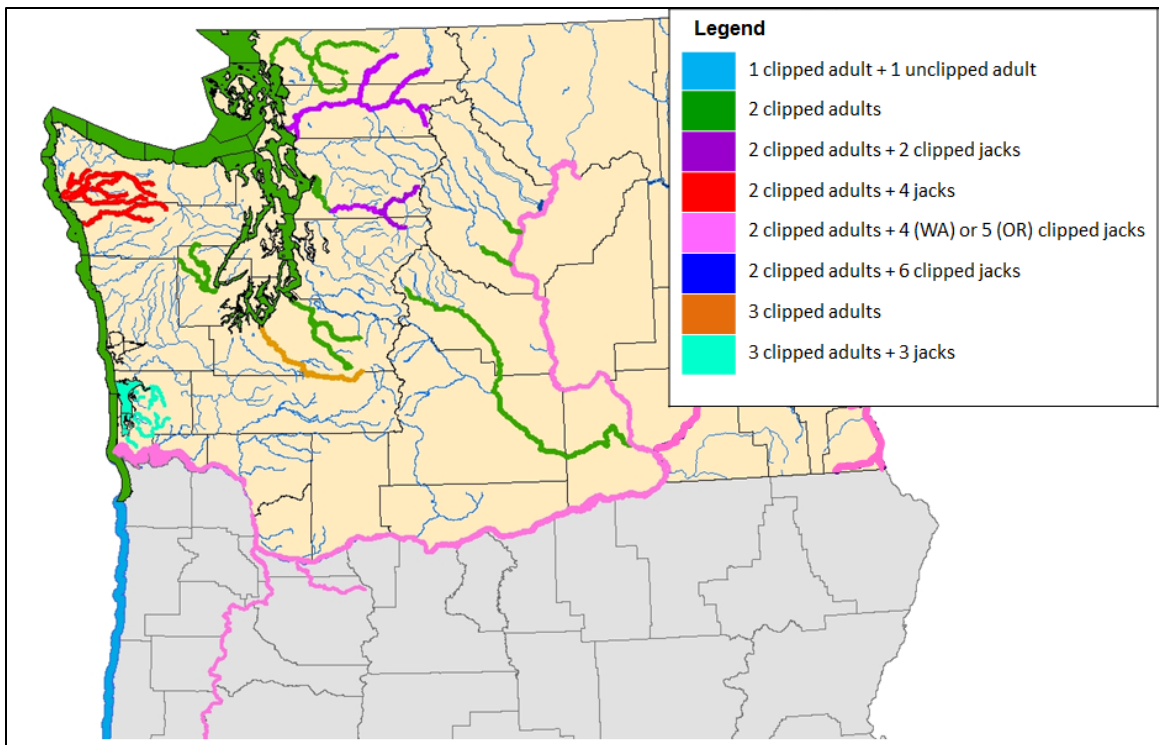 Legend
1 clipped adult + 1 unclipped adult
2 clipped adults
2 clipped adults + 2 clipped jacks
2 clipped adults + 4 jacks
2 clipped adults + 4 (WA) or 5 (OR) clipped jacks
2 clipped adults + 6 clipped jacks
3 clipped adults
3 clipped adults + 3 jacks